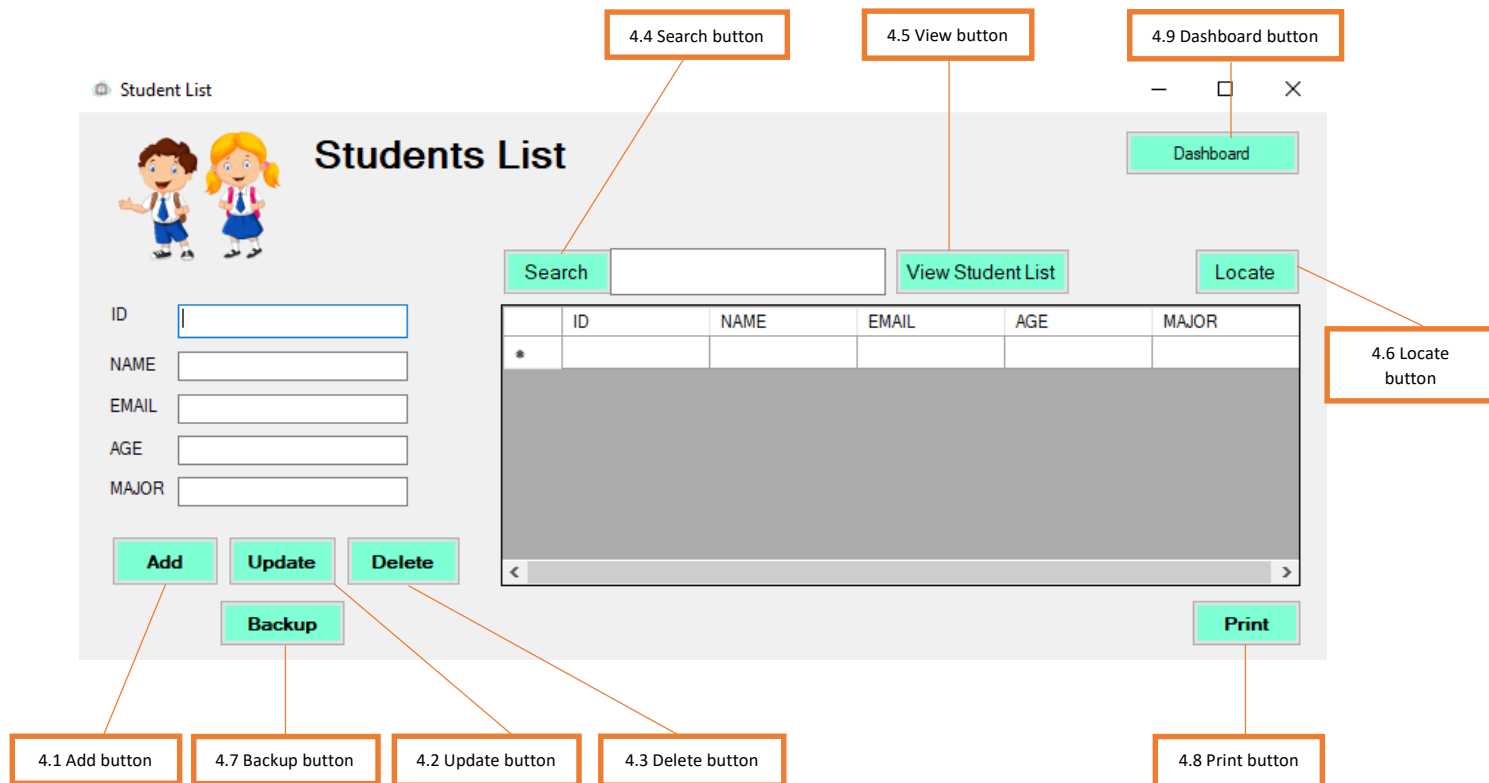 4.4 Search button
4.5 View button
4.9 Dashboard button
Student List
Students List
Dashboard
Search
View Student List
Locate
ID
NAME
EMAIL
AGE
MAJOR
ID NAME EMAIL AGE MAJOR
4.6 Locate
button
Add
Update
Delete
Backup
Print
4.1 Add button
4.7 Backup button
4.2 Update button
4.3 Delete button
4.8 Print button